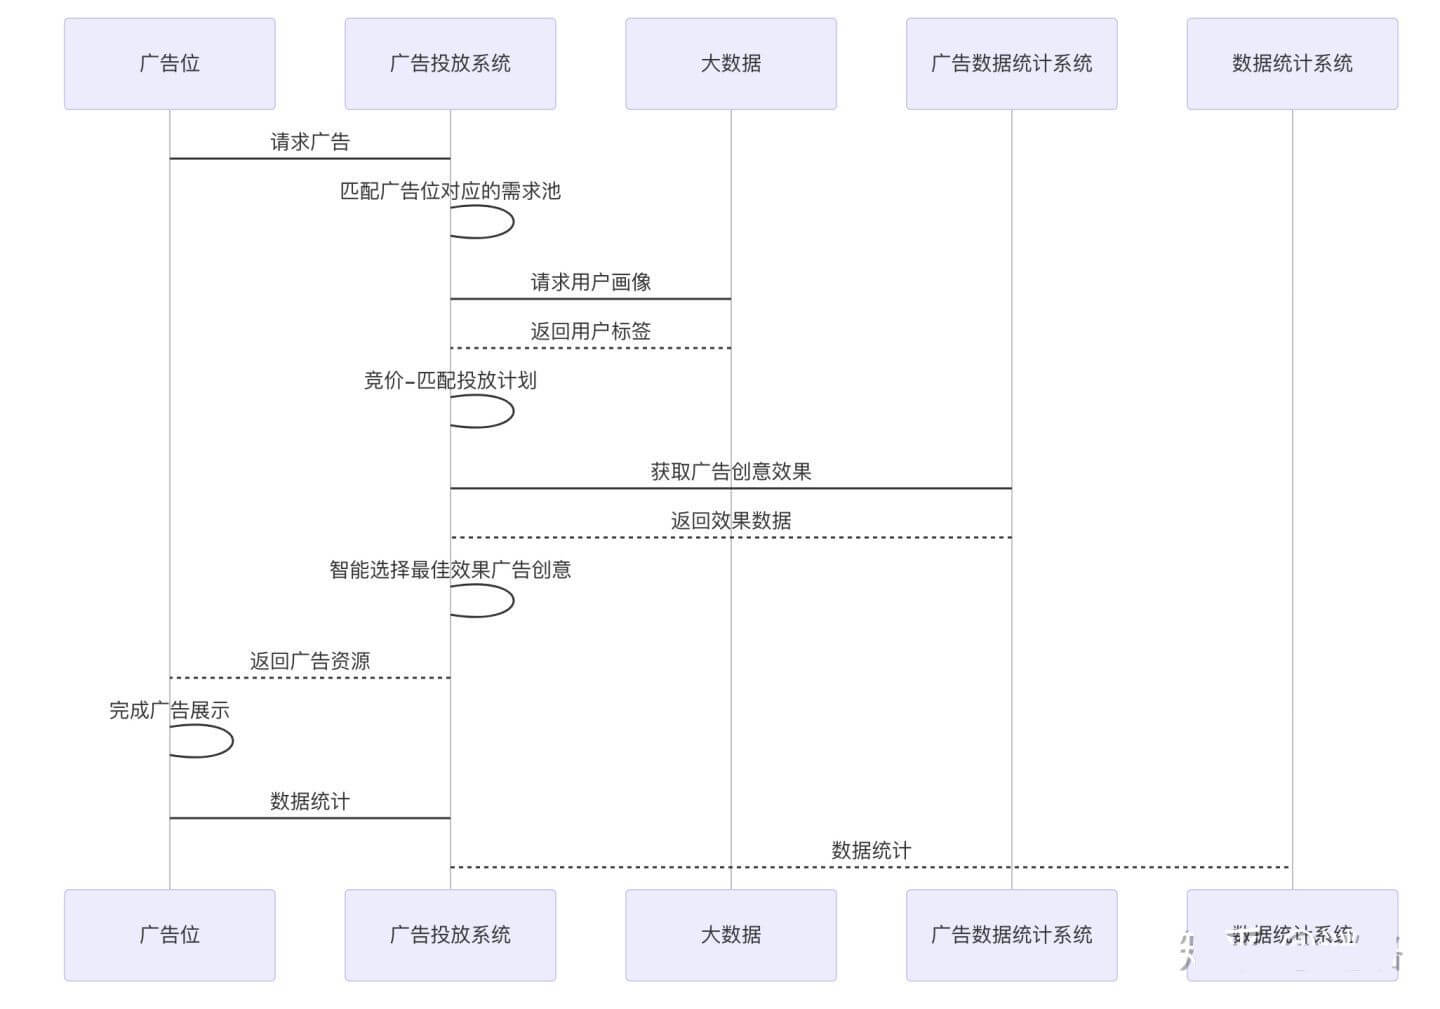 广告位
广告投放系统
大数据
广告数据统计系统
数据统计系统
请求广告
匹配广告位对应的需求池
请求用户画像
返回用户标签
竞价-匹配投放计划
获取广告创意效果
返回效果数据
智能选择最佳效果广告创意
返回广告资源
完成广告展示
数据统计
数据统计
广告位
广告投放系统
大数据
广告数据统计系统
数据统计系统